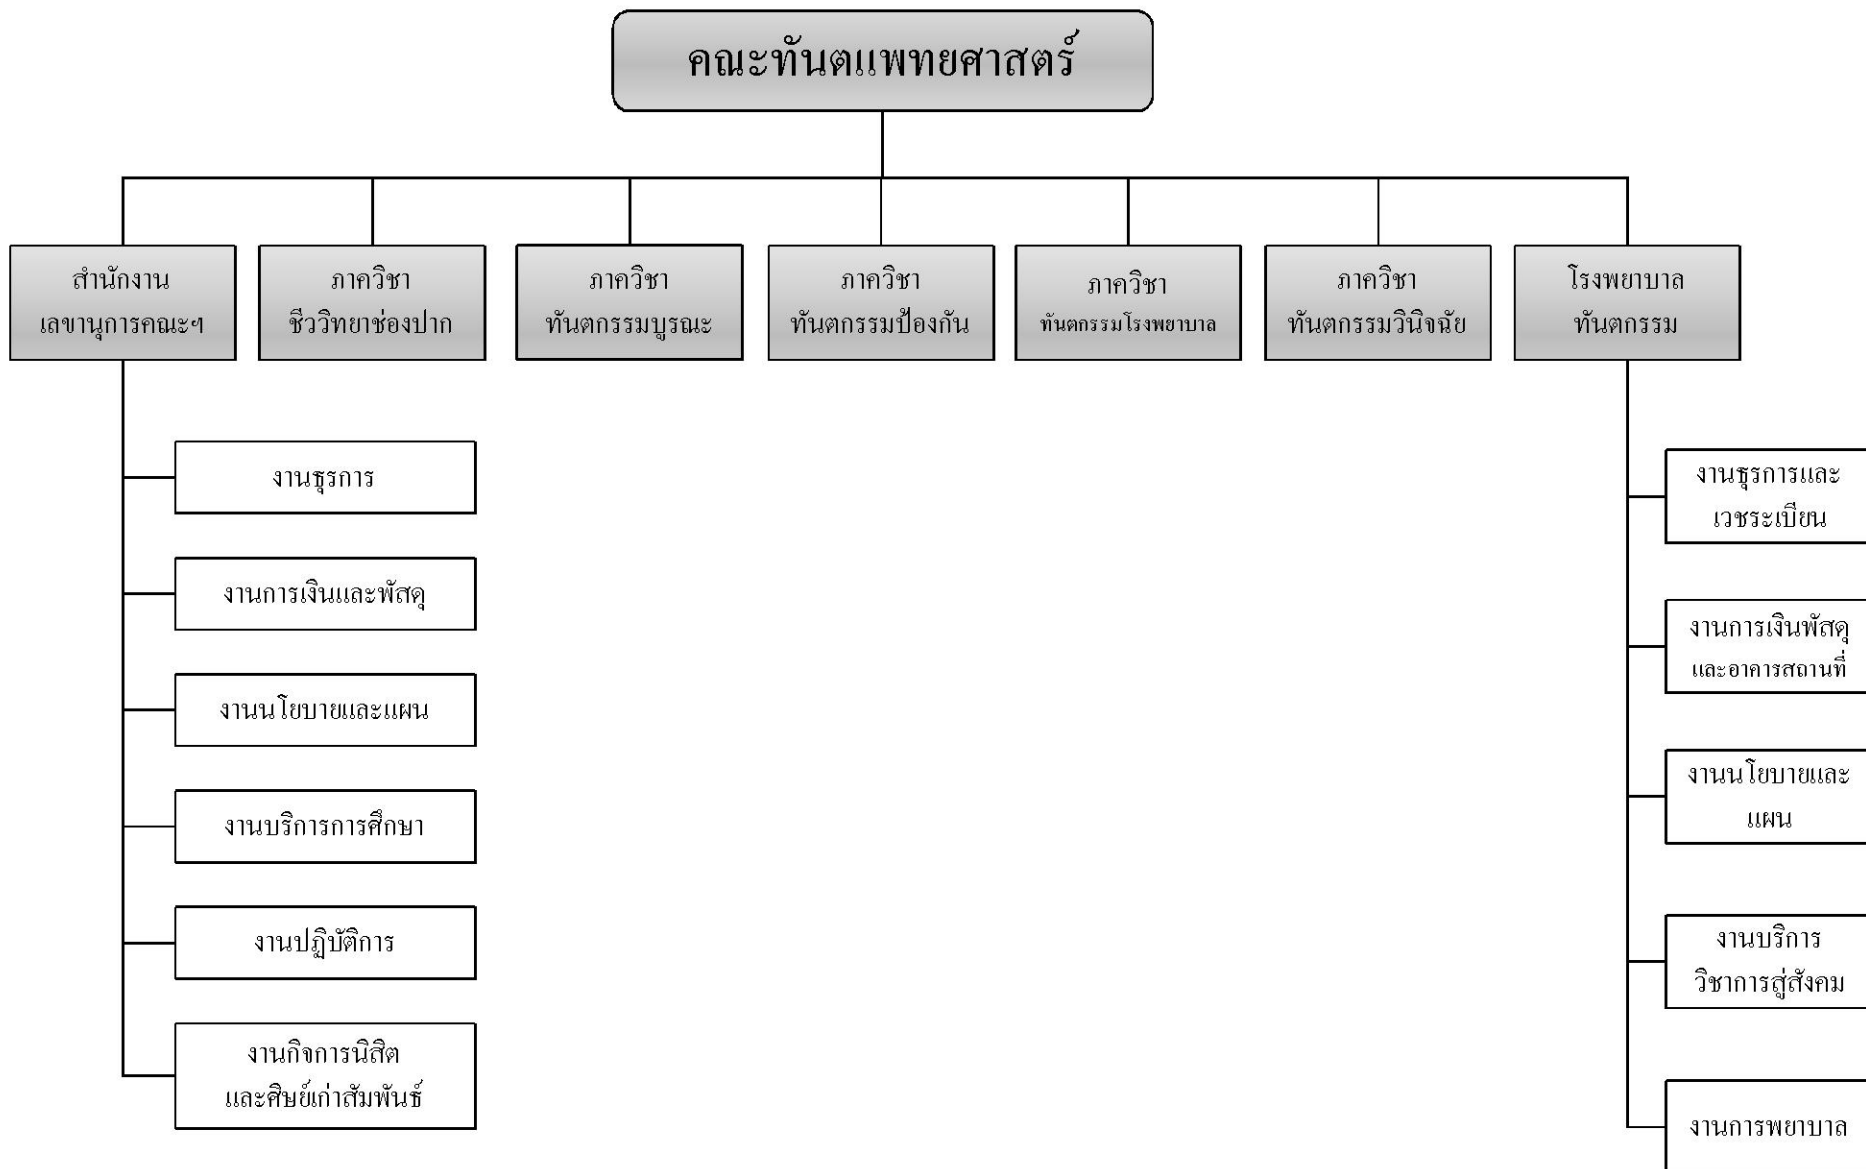 คณะทันตแพทยศาสตร์
สำนักงาน
เลขานุการคณะฯ
ภาควิชา
ชีววิทยาช่องปาก
ภาควิชา
ทันตกรรมบูรณะ
ภาควิชา
ทันตกรรมป้องกัน
ภาควิชา
ทันตกรรมโรงพยาบาล
ภาควิชา
ทันตกรรมวินิจฉัย
โรงพยาบาล
ทันตกรรม
งานธุรการ
งานการเงินและพัสดุ
งานนโยบายและแผน
งานบริการการศึกษา
งานปฏิบัติการ
งานกิจการนิสิต
และศิษย์เก่าสัมพันธ์
งานธุรการและ
เวชระเบียน
งานการเงินพัสดุ
และอาคารสถานที่
งานนโยบายและ
แผน
งานบริการ
วิชาการสู่สังคม
งานการพยาบาล